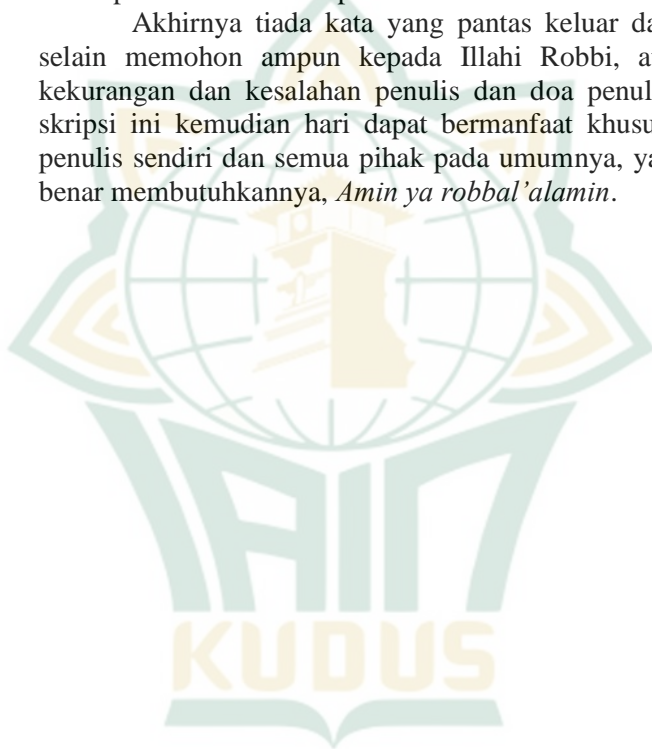 Akhirnya tiada kata yang pantas keluar da
selain memohon ampun kepada Illahi Robbi, a
kekurangan dan kesalahan penulis dan doa penul
skripsi ini kemudian hari dapat bermanfaat khusu
penulis sendiri dan semua pihak pada umumnya, ya
benar membutuhkannya, Amin ya robbal’alamin.
IAIN
KUDUS